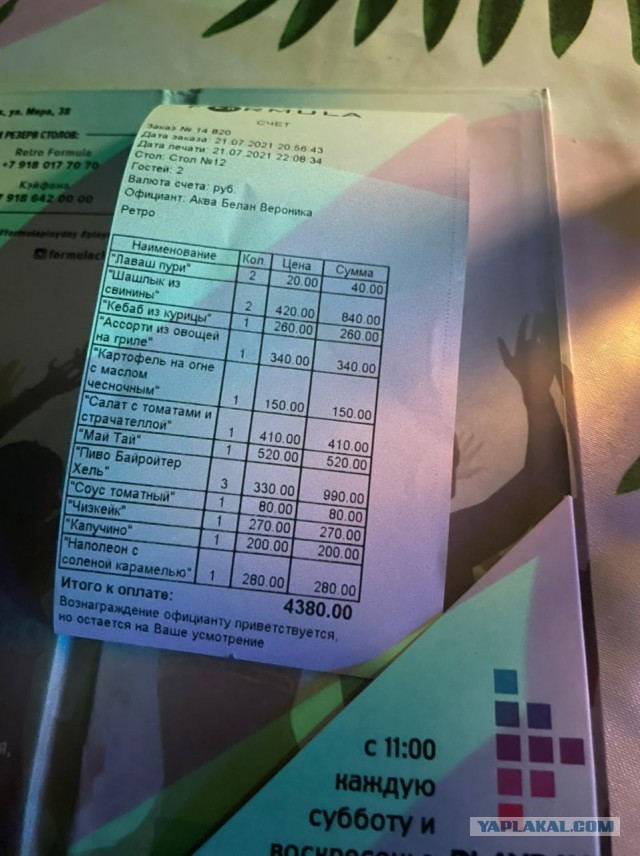 ул. Мира, 38
РЕЗЕРВ СТОЛОВ:
Retro Formula
+7 918 017 70 70
Кэйфана
7 918 642 00 00
FORMULA
СЧЕТ
Заказ № 14 В20
Дата заказа: 21.07.2021 20:56:43
Дата печати: 21.07.2021 22:08:34
Стол: Стол №12
Гостей: 2
Валюта счета: руб.
Официант: Аква Белан Вероника
Ретро
Наименование Кол Цена Сумма
"Лаваш пури" 2 20.00 40.00
"Шашлык из
свинины" 2 420.00 840.00
"Кебаб из курицы" 1 260.00 260.00
"Ассорти из овощей
на гриле" 1 340.00 340.00
"Картофель на огне
с маслом
чесночным" 1 150.00 150.00
"Салат с томатами и
страчателлой" 1 410.00 410.00
"Май Тай" 1 520.00 520.00
"Пиво Байройтер
Хель" 3 330.00 990.00
"Соус томатный" 1 80.00 80.00
"Чизкейк" 1 270.00 270.00
"Капучино" 1 200.00 200.00
"Наполеон с
соленой карамелью" 1 280.00 280.00
Итого к оплате: 4380.00
Вознаграждение официанту приветствуется,
но остается на Ваше усмотрение
с 11:00
каждую
субботу и
YAPLAKAL.COM